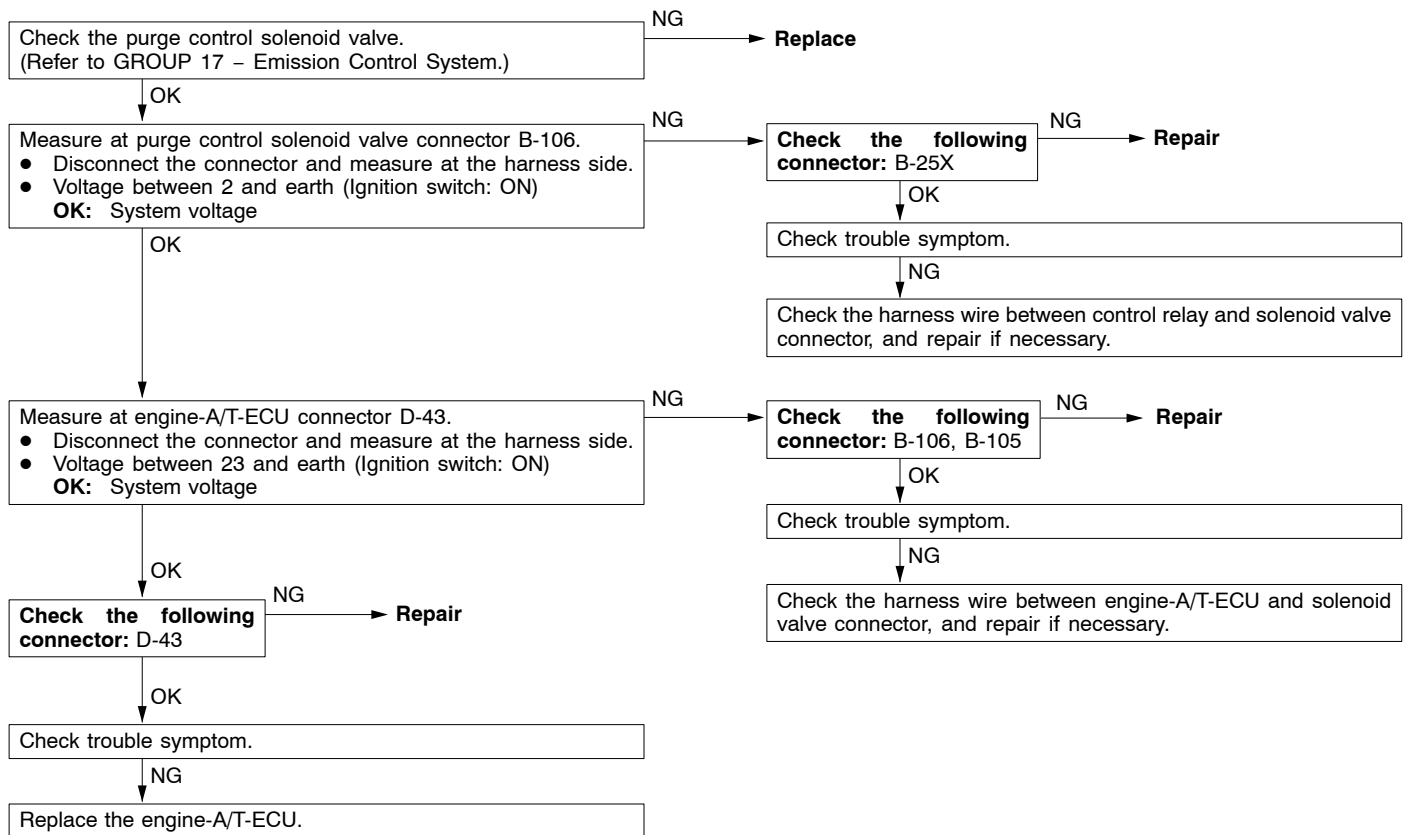 Check the purge control solenoid valve.
(Refer to GROUP 17 – Emission Control System.)
NG
Replace
OK
Measure at purge control solenoid valve connector B-106.
● Disconnect the connector and measure at the harness side.
● Voltage between 2 and earth (Ignition switch: ON)
OK: System voltage
NG
Check the following
connector: B-25X
NG
Repair
OK
Check trouble symptom.
NG
Check the harness wire between control relay and solenoid valve
connector, and repair if necessary.
OK
Measure at engine-A/T-ECU connector D-43.
● Disconnect the connector and measure at the harness side.
● Voltage between 23 and earth (Ignition switch: ON)
OK: System voltage
NG
Check the following
connector: B-106, B-105
NG
Repair
OK
Check trouble symptom.
NG
Check the harness wire between engine-A/T-ECU and solenoid
valve connector, and repair if necessary.
OK
Check the following
connector: D-43
NG
Repair
OK
Check trouble symptom.
NG
Replace the engine-A/T-ECU.